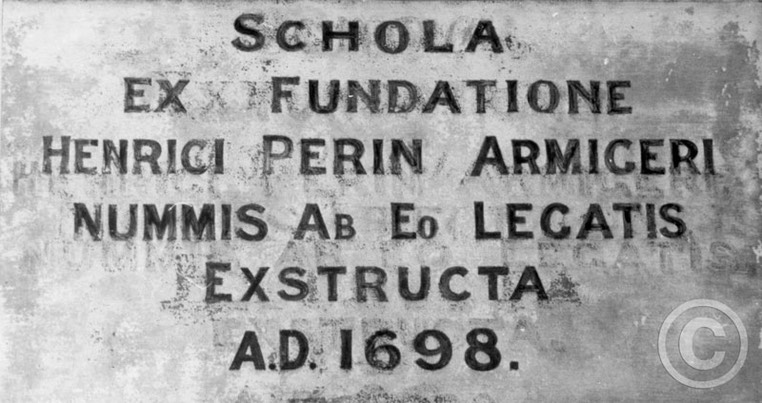 SCHOLA
EX FUNDATIONE
HENRICI PERIN ARMIGERI
NUMMIS AB EO LEGATIS
EXSTRUCTA
A.D. 1698.
©